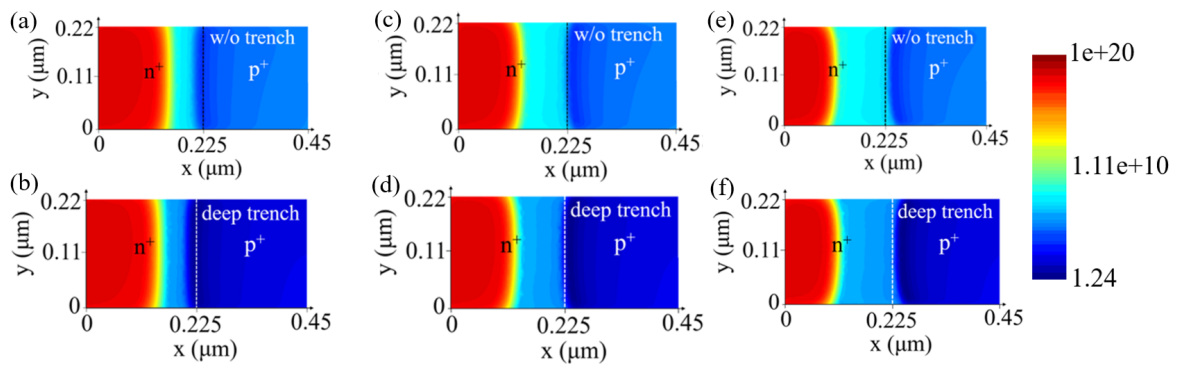 (a)
0.22
0.11
0
y (μm)
w/o trench
n⁺
p⁺
0
0.225
0.45
x (μm)
(c)
0.22
0.11
0
y (μm)
w/o trench
n⁺
p⁺
0
0.225
0.45
x (μm)
(e)
0.22
0.11
0
y (μm)
w/o trench
n⁺
p⁺
0
0.225
0.45
x (μm)
(b)
0.22
0.11
0
y (μm)
deep trench
n⁺
p⁺
0
0.225
0.45
x (μm)
(d)
0.22
0.11
0
y (μm)
deep trench
n⁺
p⁺
0
0.225
0.45
x (μm)
(f)
0.22
0.11
0
y (μm)
deep trench
n⁺
p⁺
0
0.225
0.45
x (μm)
1e+20
1.11e+10
1.24